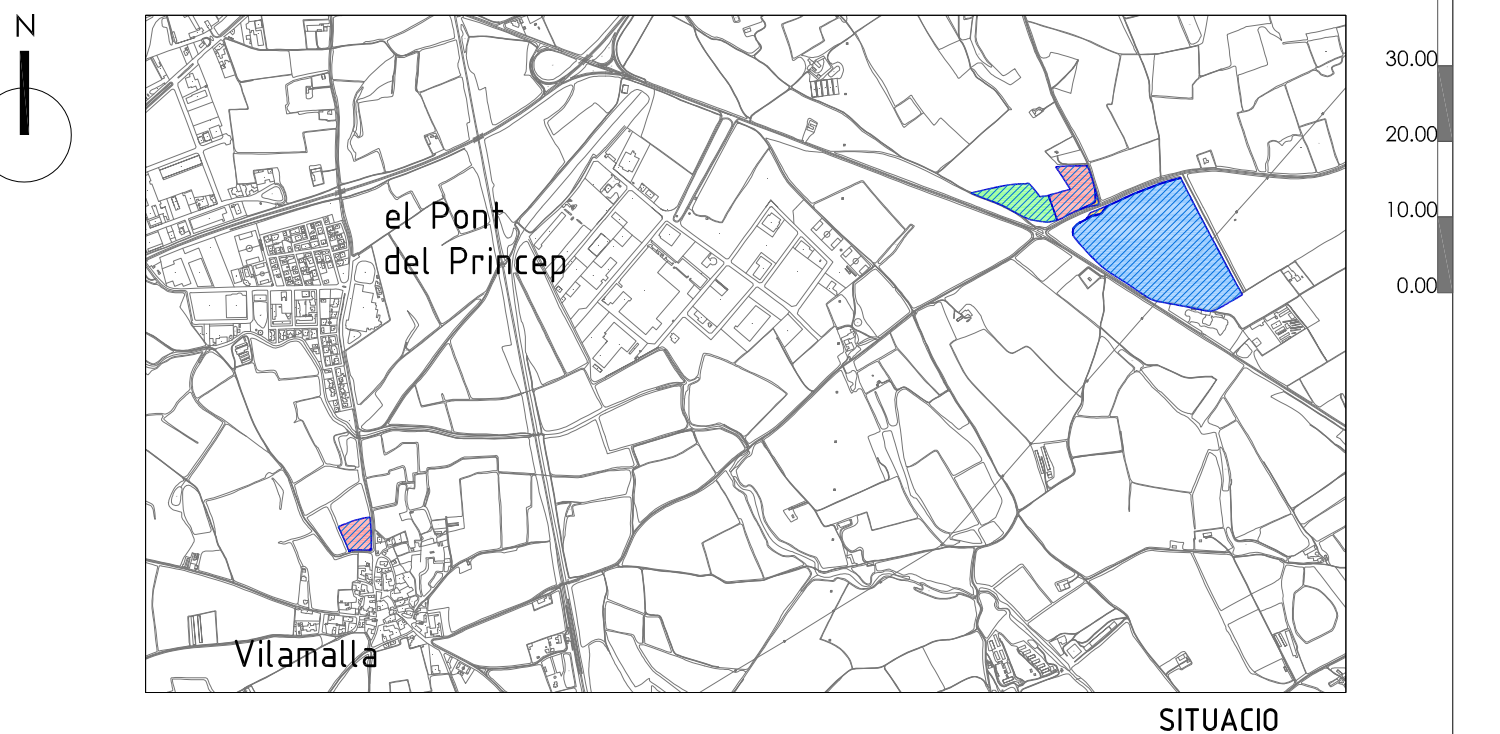 N
30.00
20.00
10.00
0.00
el Pont
del Princep
Vilamalla
SITUACIO